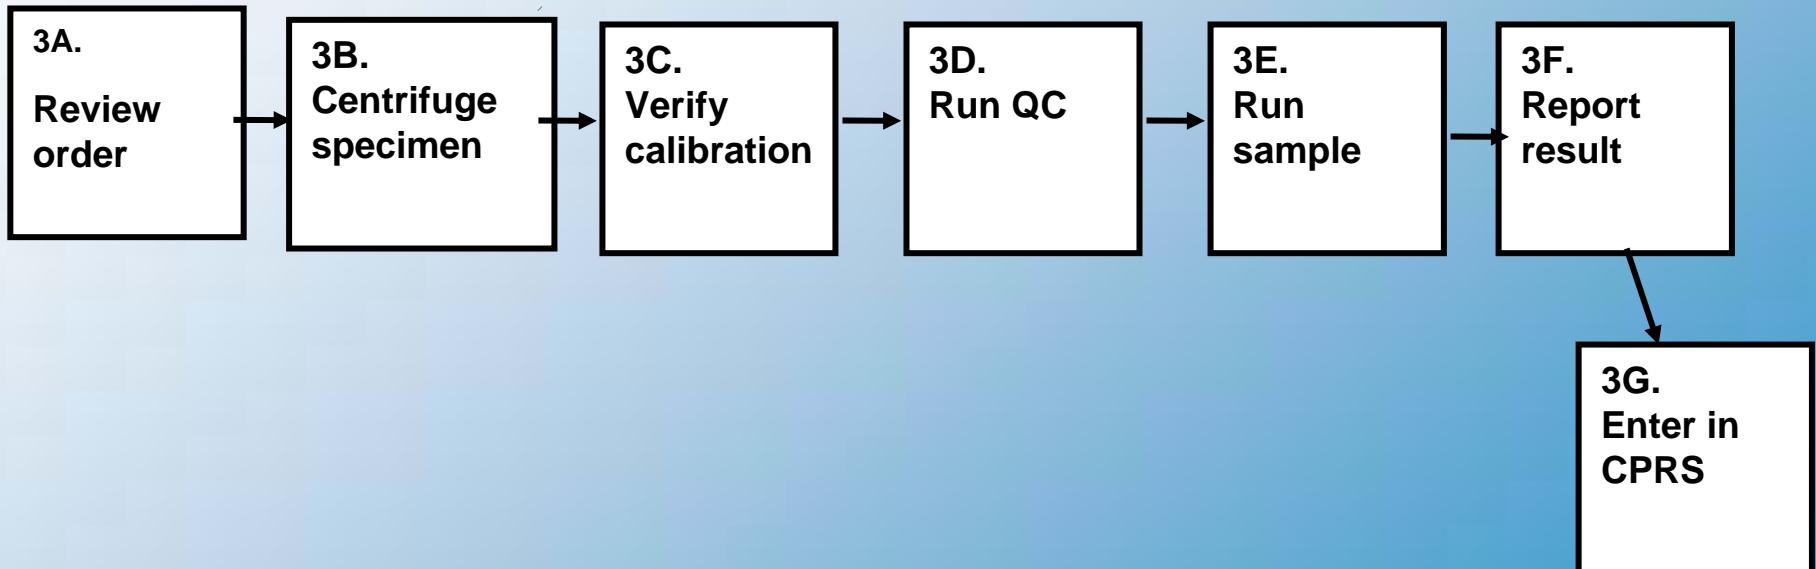 3A.
Review
order
3B.
Centrifuge
specimen
3C.
Verify
calibration
3D.
Run QC
3E.
Run
sample
3F.
Report
result
3G.
Enter in
CPRS